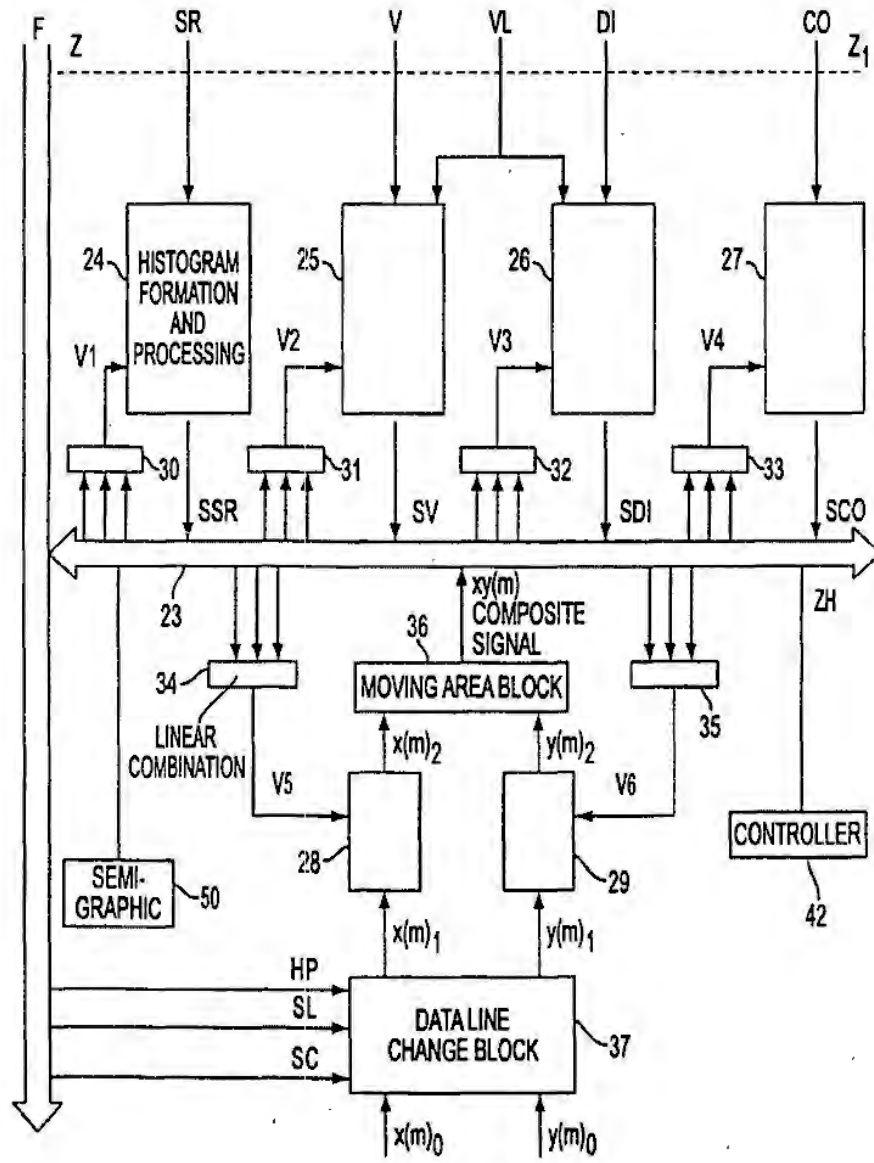 F SR V VL DI CO
Z Z₁
24 HISTOGRAM FORMATION AND PROCESSING
25
26
27
V1 V2 V3 V4
30 31 32 33
SSR SV SDI SCO
23
xy(m) COMPOSITE SIGNAL
ZH
36
34
MOVING AREA BLOCK
35
LINEAR COMBINATION
x(m)₂ y(m)₂
V5 V6
28 29
CONTROLLER
42
SEMI-GRAPHIC
50
x(m)₁ y(m)₁
HP
SL
SC
DATA LINE CHANGE BLOCK
37
x(m)₀ y(m)₀